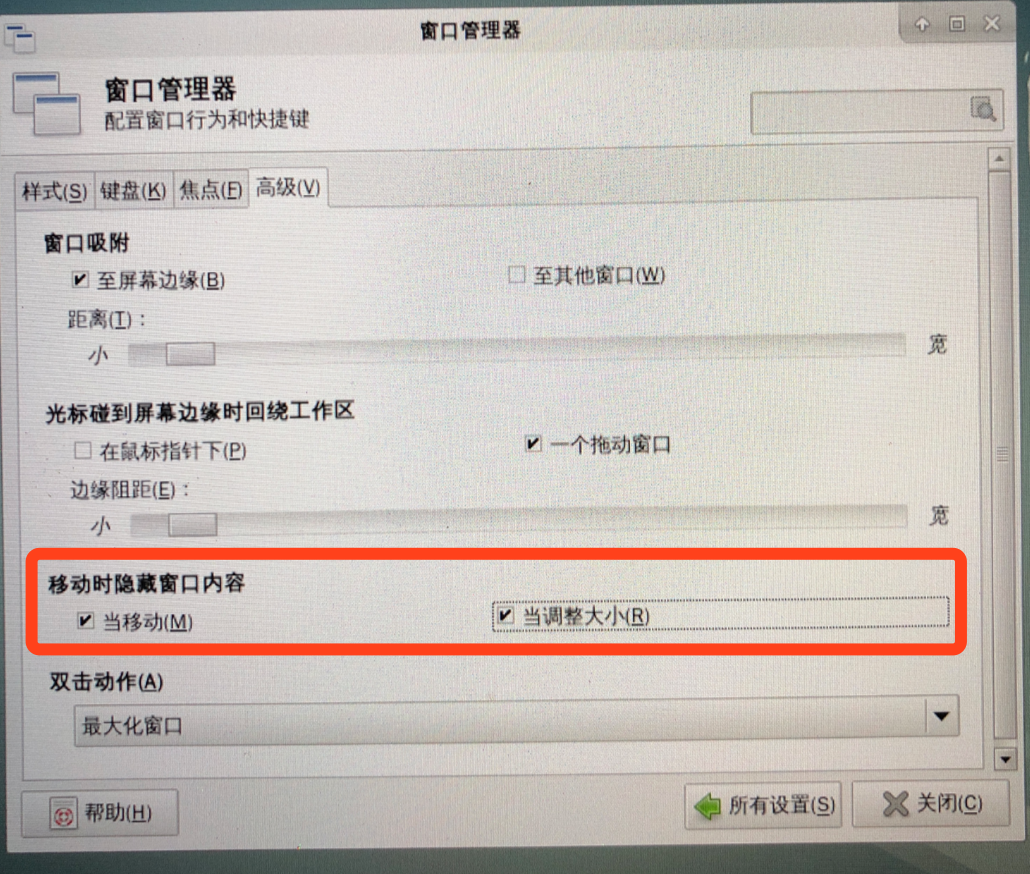 窗口管理器
窗口管理器
配置窗口行为和快捷键
样式(S) 键盘(K) 焦点(F) 高级(V)
窗口吸附
至屏幕边缘(B) 至其他窗口(W)
距离(T)：
小 宽
光标碰到屏幕边缘时回绕工作区
在鼠标指针下(P) 一个拖动窗口
边缘阻距(E)：
小 宽
移动时隐藏窗口内容
当移动(M) 当调整大小(R)
双击动作(A)
最大化窗口
帮助(H) 所有设置(S) 关闭(C)